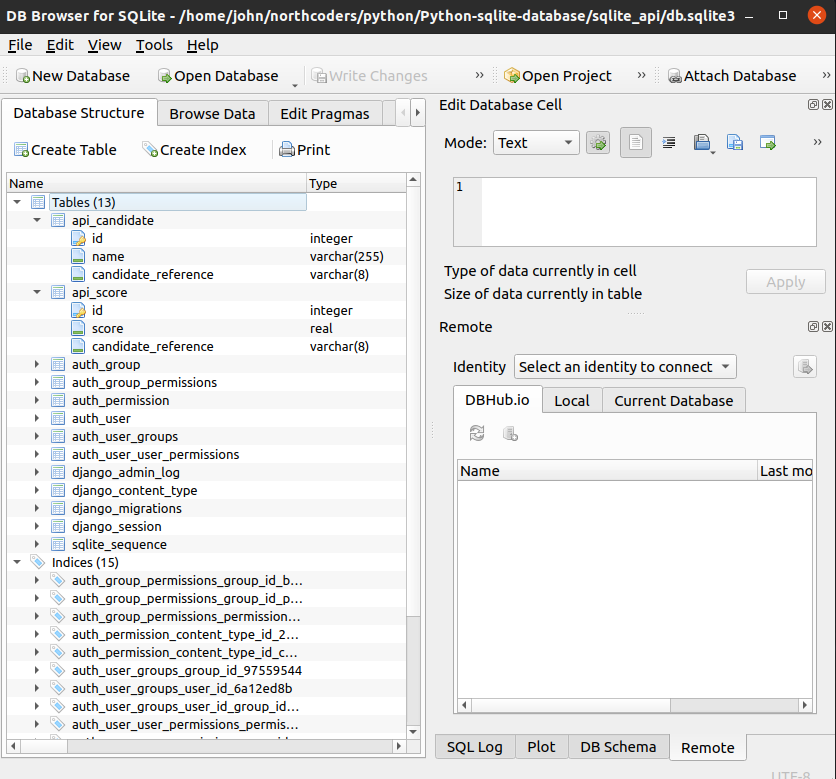 DB Browser for SQLite - /home/john/northcoders/python/Python-sqlite-database/sqlite_api/db.sqlite3
File Edit View Tools Help
New Database Open Database Write Changes » Open Project » Attach Database »
Database Structure Browse Data Edit Pragmas
Create Table Create Index Print
Name Type
Tables (13)
api_candidate
id integer
name varchar(255)
candidate_reference varchar(8)
api_score
id integer
score real
candidate_reference varchar(8)
auth_group
auth_group_permissions
auth_permission
auth_user
auth_user_groups
auth_user_user_permissions
django_admin_log
django_content_type
django_migrations
django_session
sqlite_sequence
Indices (15)
auth_group_permissions_group_id_b...
auth_group_permissions_group_id_p...
auth_group_permissions_permission...
auth_permission_content_type_id_2...
auth_permission_content_type_id_c...
auth_user_groups_group_id_97559544
auth_user_groups_user_id_6a12ed8b
auth_user_groups_user_id_group_id...
auth_user_user_permissions_permis...
Edit Database Cell
Mode: Text »
1
Type of data currently in cell
Size of data currently in table
Apply
Remote
Identity Select an identity to connect
DBHub.io Local Current Database
Name Last mo
SQL Log Plot DB Schema Remote
UTF-8